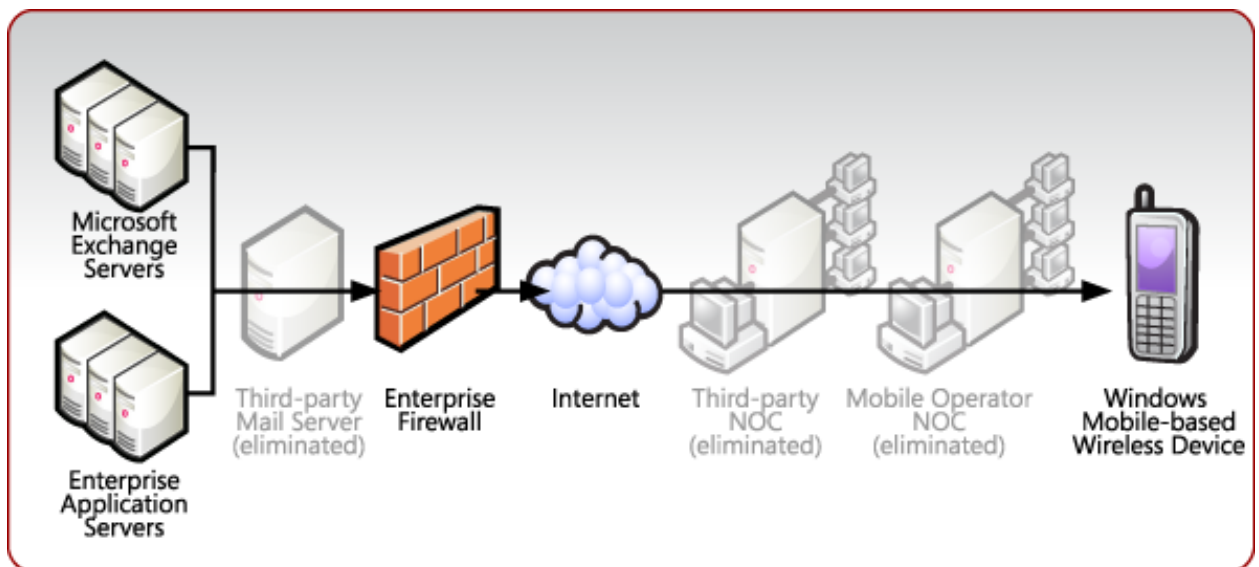 Microsoft
Exchange
Servers
Enterprise
Application
Servers
Third-party
Mail Server
(eliminated)
Enterprise
Firewall
Internet
Third-party
NOC
(eliminated)
Mobile Operator
NOC
(eliminated)
Windows
Mobile-based
Wireless Device